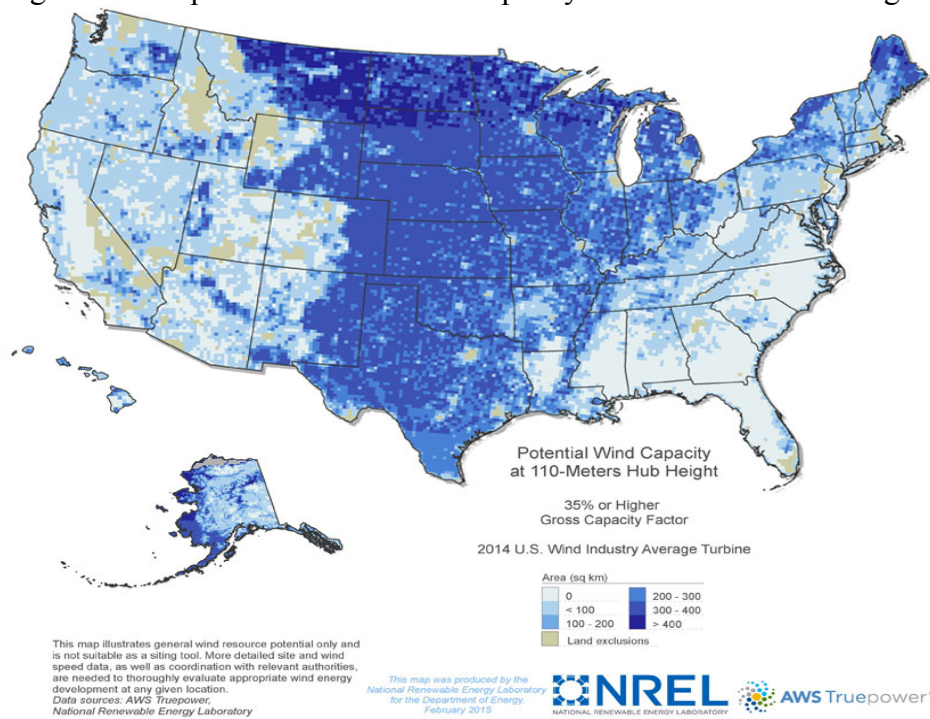 Potential Wind Capacity
at 110-Meters Hub Height
35% or Higher
Gross Capacity Factor
2014 U.S. Wind Industry Average Turbine
Area (sq km)
0
< 100
100 - 200
200 - 300
300 - 400
> 400
Land exclusions
This map illustrates general wind resource potential only and
is not suitable as a siting tool. More detailed site and wind
speed data, as well as coordination with relevant authorities,
are needed to thoroughly evaluate appropriate wind energy
development at any given location.
Data sources: AWS Truepower,
National Renewable Energy Laboratory
This map was produced by the
National Renewable Energy Laboratory
for the Department of Energy.
February 2015
NREL
NATIONAL RENEWABLE ENERGY LABORATORY
AWS Truepower